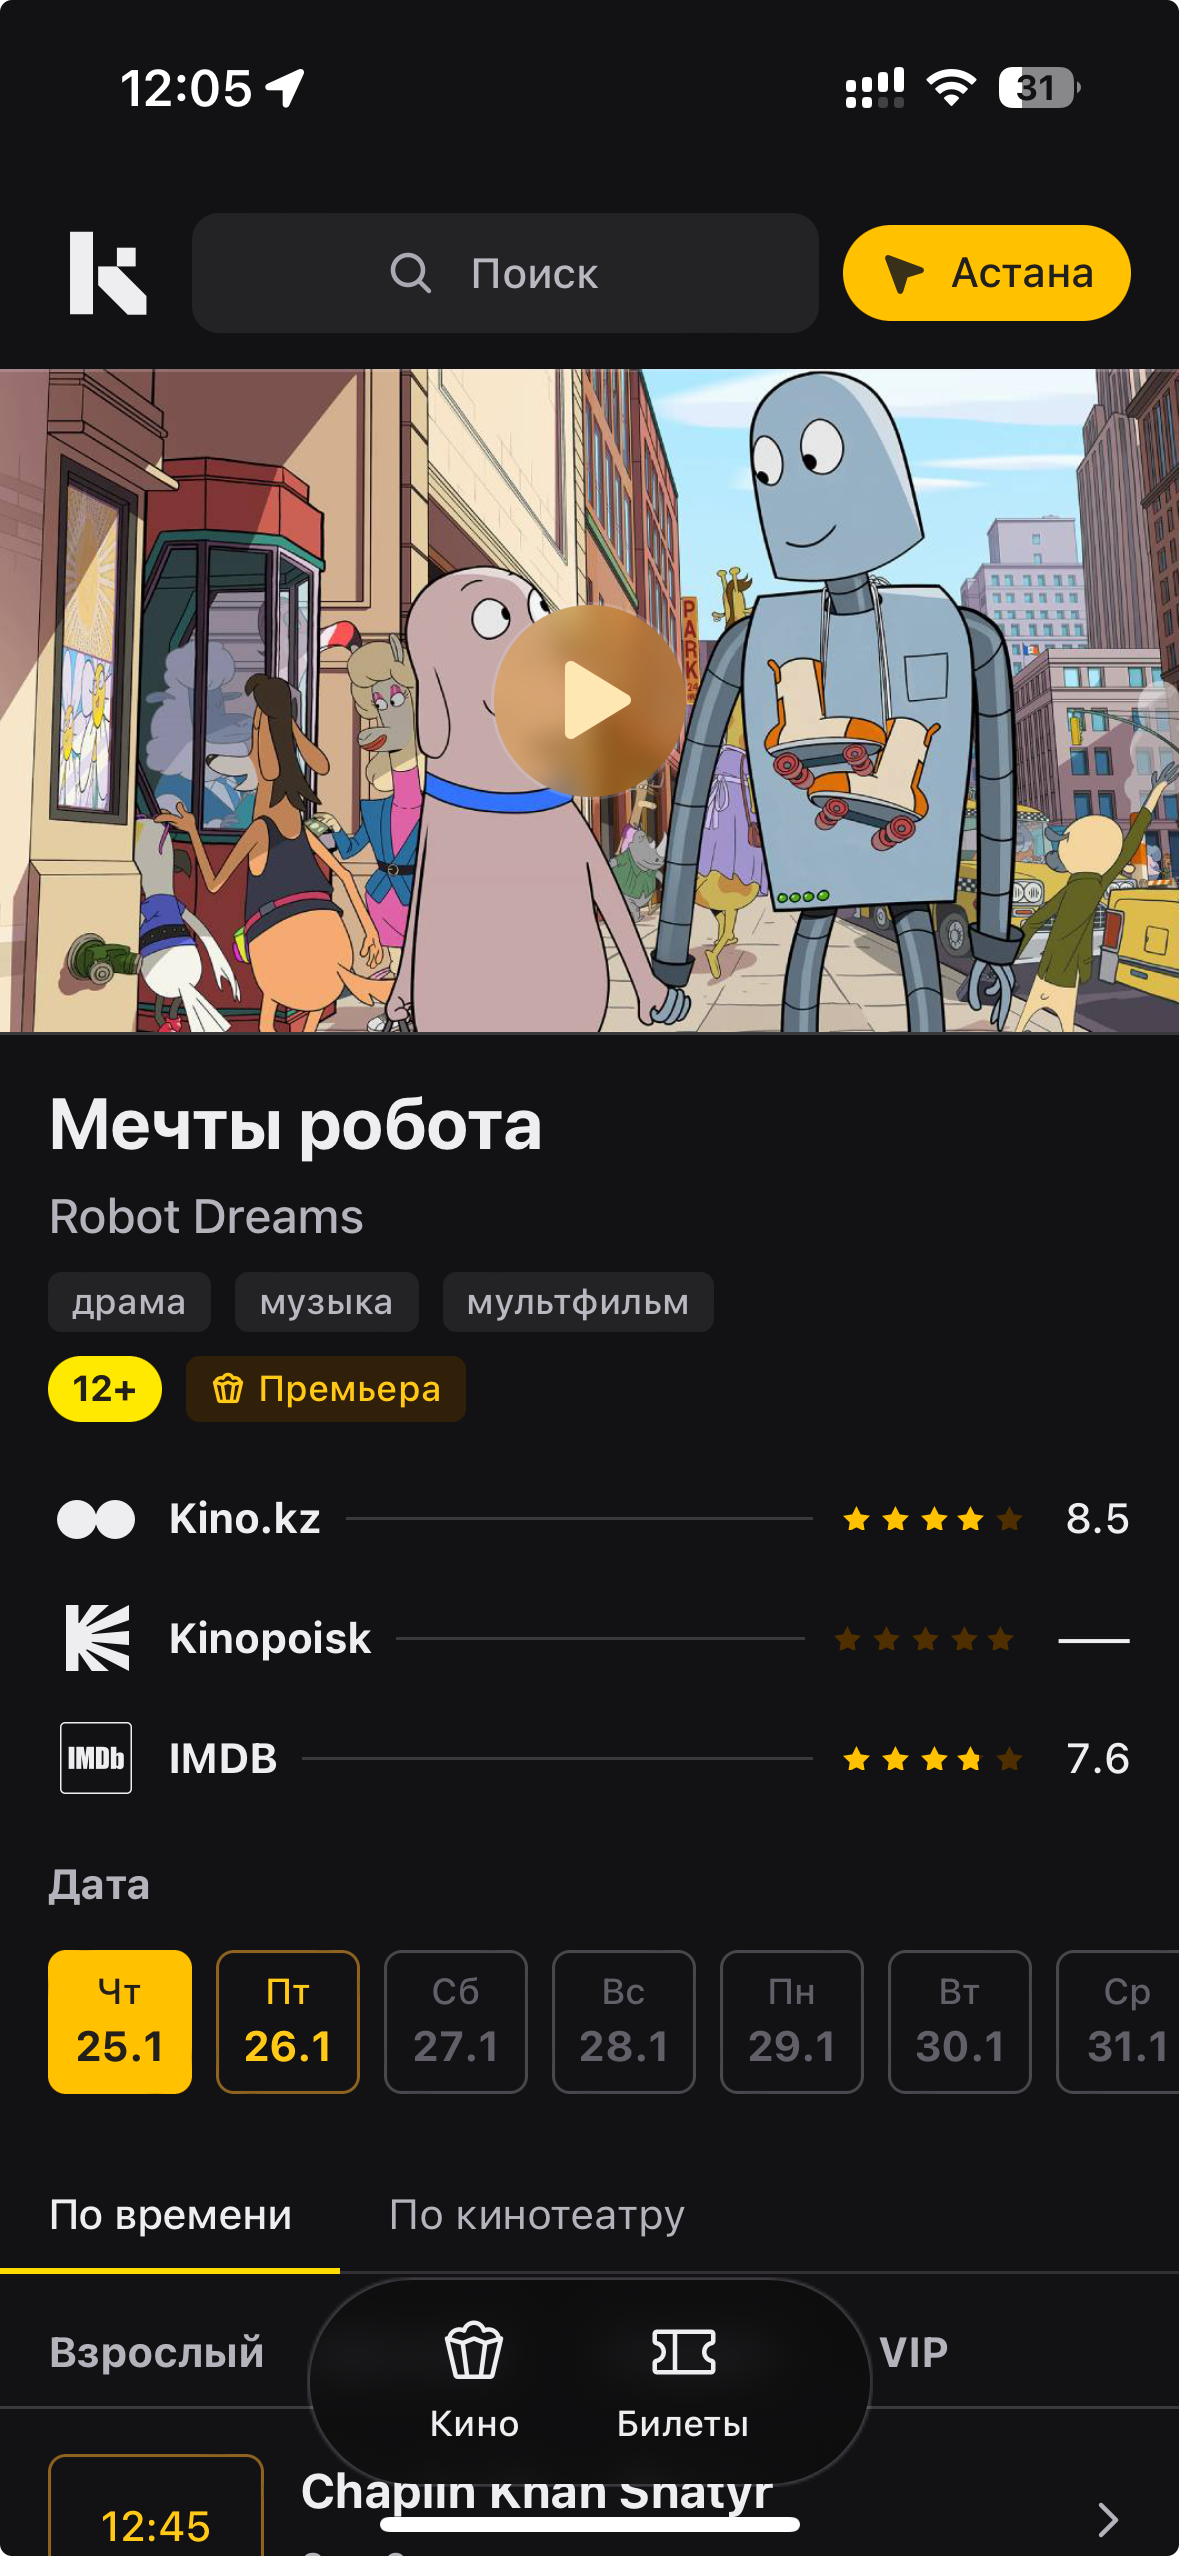 12:05
31
Поиск
Астана
PARK
24
Мечты робота
Robot Dreams
драма музыка мультфильм
12+ Премьера
Kino.kz 8.5
Kinopoisk —
IMDb IMDB 7.6
Дата
Чт Пт Сб Вс Пн Вт Ср
25.1 26.1 27.1 28.1 29.1 30.1 31.1
По времени По кинотеатру
Взрослый VIP
Кино Билеты
Chaplin Khan Shatyr
12:45